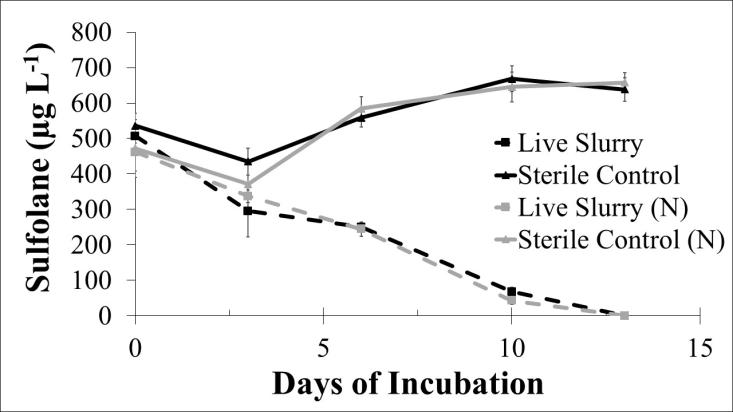 800
700
600
500
400
300
200
100
0
Sulfolane (µg L-1)
Live Slurry
Sterile Control
Live Slurry (N)
Sterile Control (N)
0 5 10 15
Days of Incubation